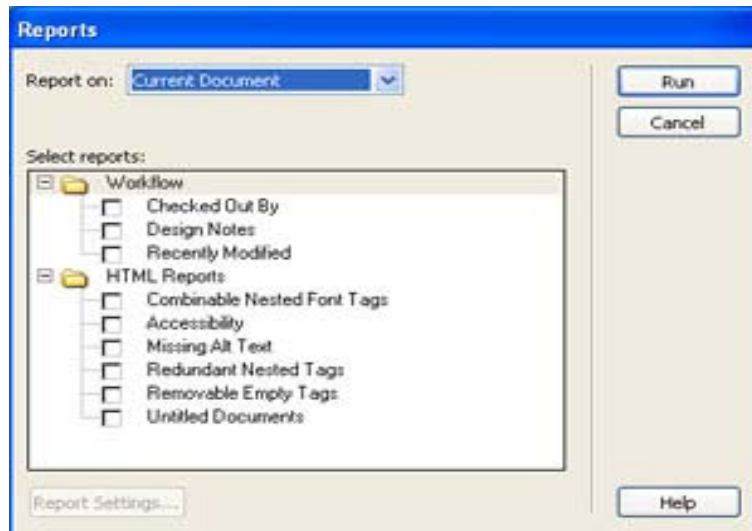 Reports
Report on: Current Document
Run
Cancel
Select reports:
Workflow
Checked Out By
Design Notes
Recently Modified
HTML Reports
Combinable Nested Font Tags
Accessibility
Missing Alt Text
Redundant Nested Tags
Removable Empty Tags
Untitled Documents
Report Settings...
Help